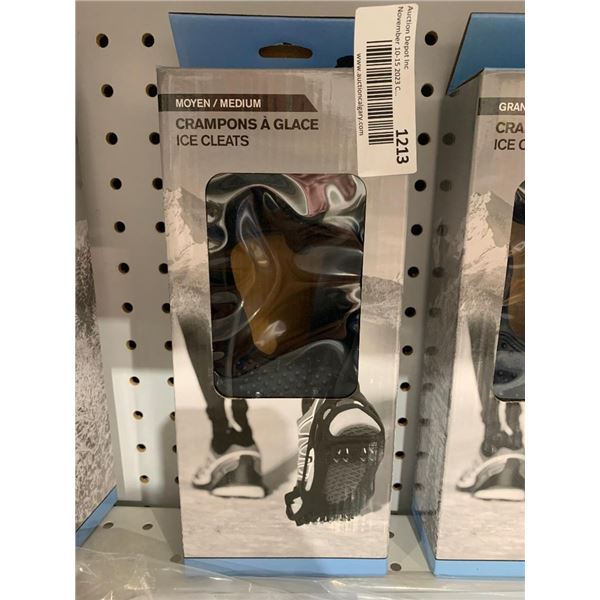 MOYEN / MEDIUM
CRAMPONS À GLACE
ICE CLEATS
Auction Depot Inc
November 10-15 2023 C...
www.auctioncalgary.com
1213
GRAN
CRA
ICE C